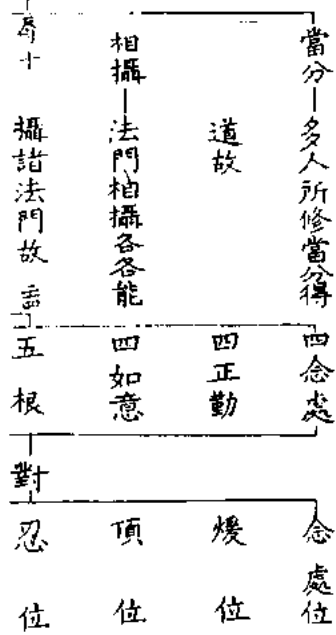 當分 多人所修當分得
道故
相攝 法門相攝各各能
攝諸法門故
四念處
四正勤
四如意
五根
對
念處位
煖位
頂位
忍位